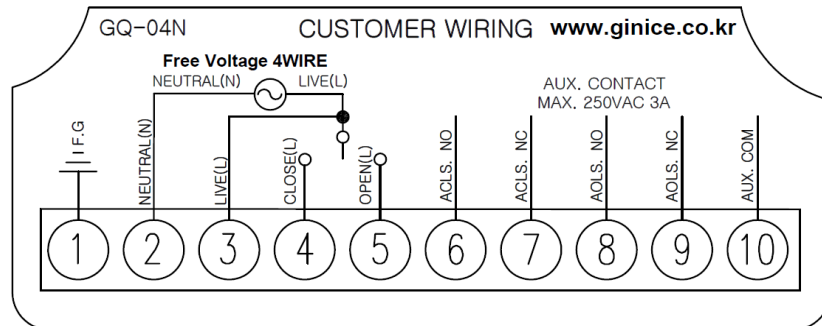 GQ-04N
CUSTOMER WIRING www.ginice.co.kr
Free Voltage 4WIRE
NEUTRAL(N)
LIVE(L)
AUX. CONTACT
MAX. 250VAC 3A
F.G
NEUTRAL(N)
LIVE(L)
CLOSE(L)
OPEN(L)
ACLS. NO
ACLS. NC
AOLS. NO
AOLS. NC
AUX. COM
1 2 3 4 5 6 7 8 9 10